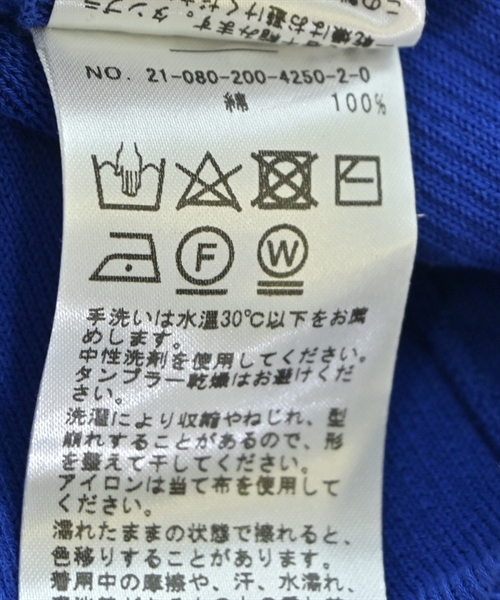 NO. 21-080-200-4250-2-0
綿 100%
F W
手洗いは水温30℃以下をお薦
めします。
中性洗剤を使用してください。
タンブラー乾燥はお避けくだ
さい。
洗濯により収縮やねじれ、型
崩れすることがあるので、形
を整えて干してください。
アイロンは当て布を使用して
ください。
濡れたままの状態で擦れると、
色移りすることがあります。
着用中の摩擦や、汗、水濡れ、